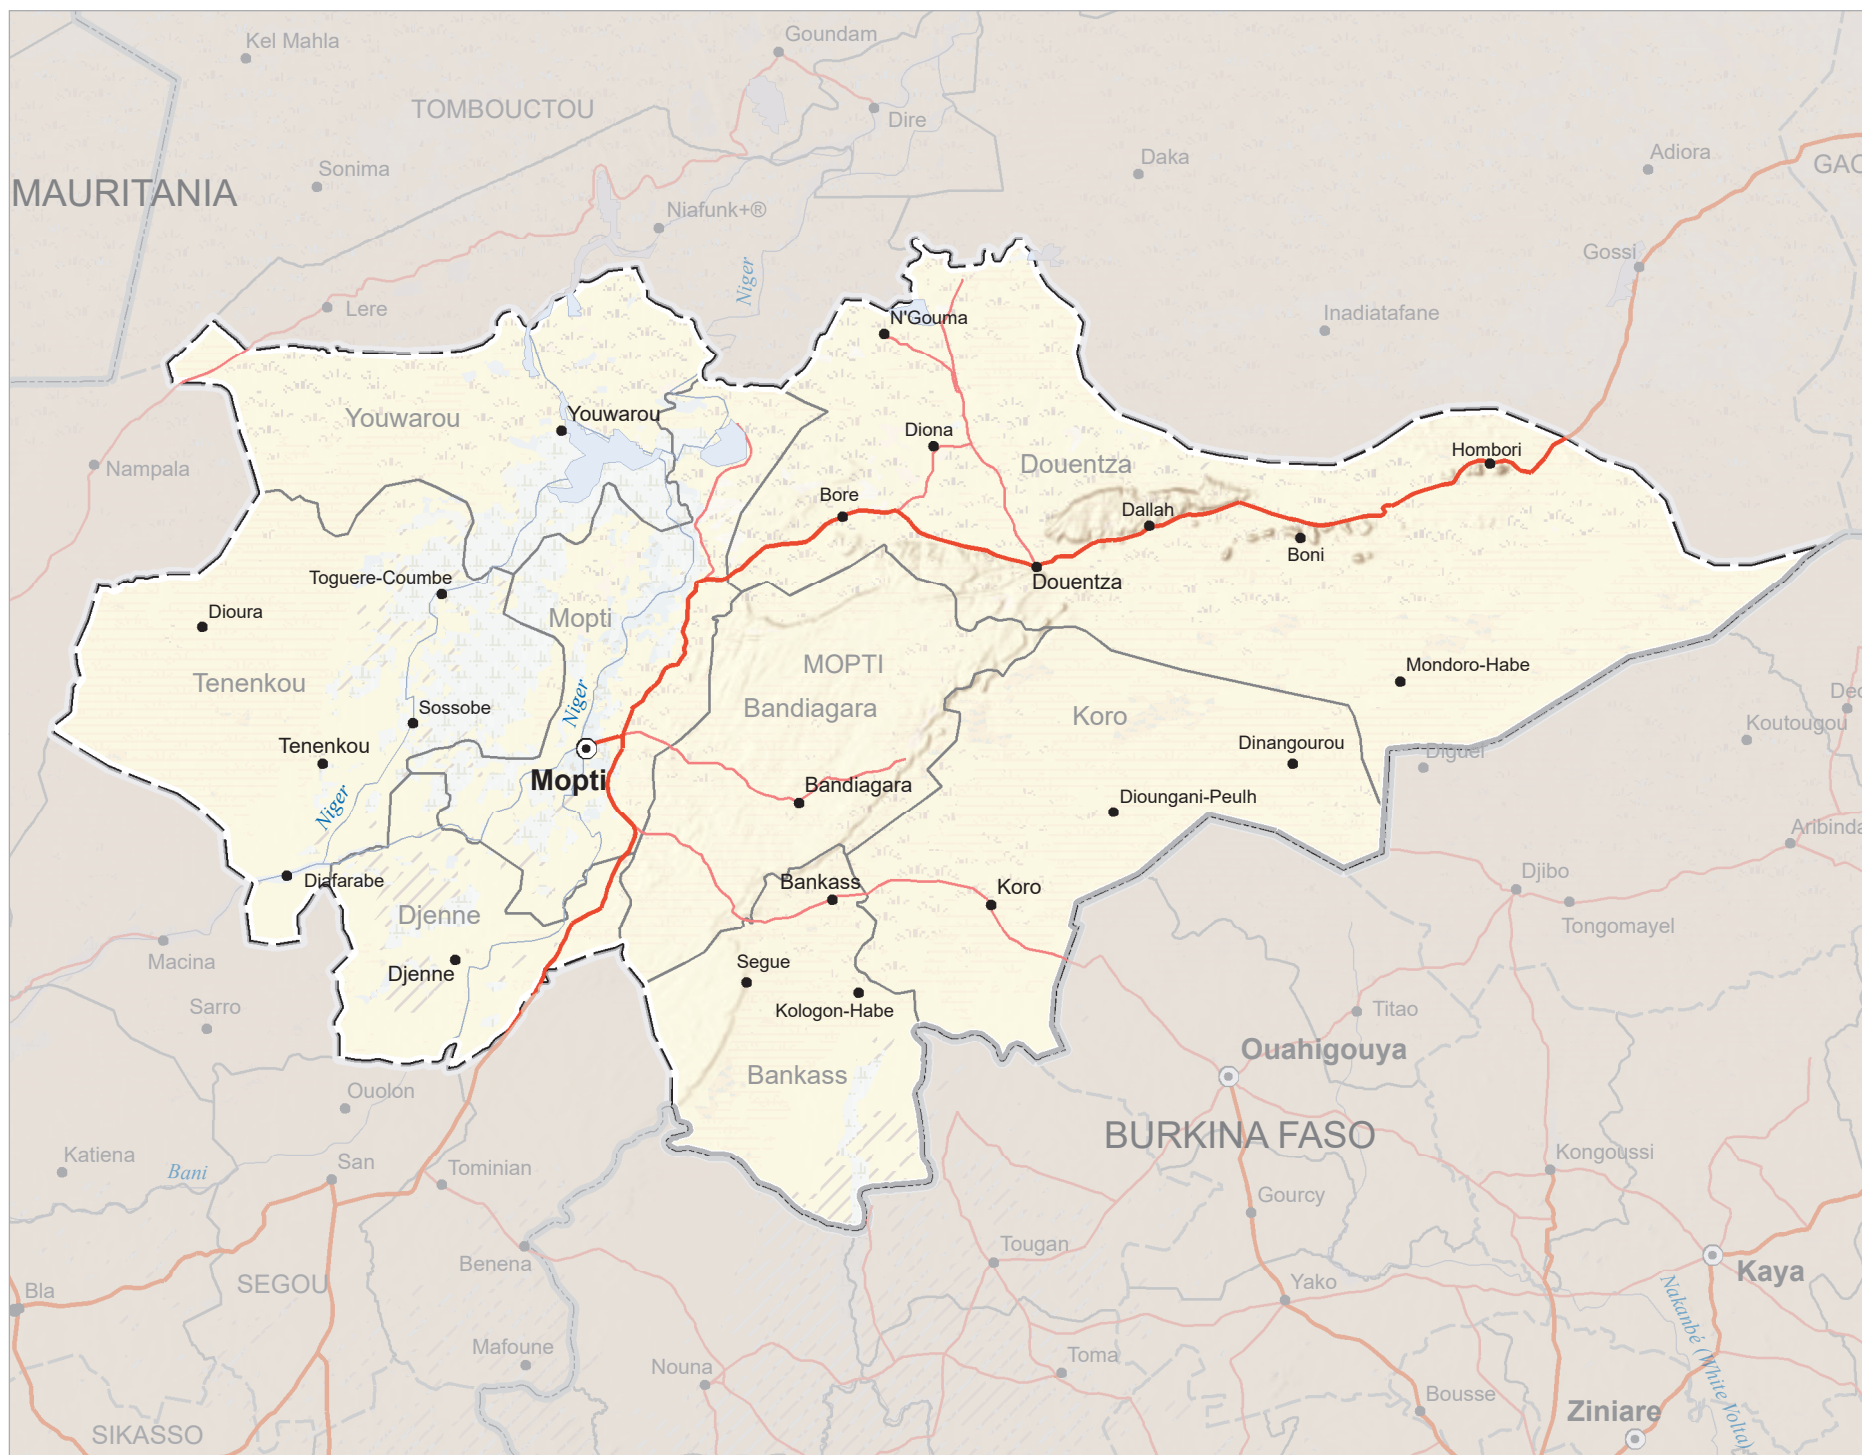 Kel Mahla
Goundam
TOMBOUCTOU
Dire
Daka
Adiora
Sonima
MAURITANIA
Niafunk+®
Gossi
Niger
Lere
Inadiatafane
N'Gouma
Youwarou
Youwarou
Diona
Douentza
Hombori
Nampala
Bore
Dallah
Boni
Toguere-Coumbe
Douentza
Dioura
Mopti
MOPTI
Mondoro-Habe
Tenenkou
Niger
Sossobe
Bandiagara
Koro
Koutougou
Tenenkou
Dinangourou
Diguel
Mopti
Bandiagara
Dioungani-Peulh
Niger
Djibo
Diafarabe
Bankass
Koro
Djenne
Tongomayel
Macina
Djenne
Segue
Sarro
Kologon-Habe
Titao
Ouahigouya
Bankass
Ouolon
BURKINA FASO
Katiena
Bani
San
Tominian
Kongoussi
Gourcy
Benena
Tougan
SEGOU
Yako
Kaya
Bla
Nakanbé (White Volta)
Mafoune
Nouna
Toma
Bousse
Ziniare
SIKASSO